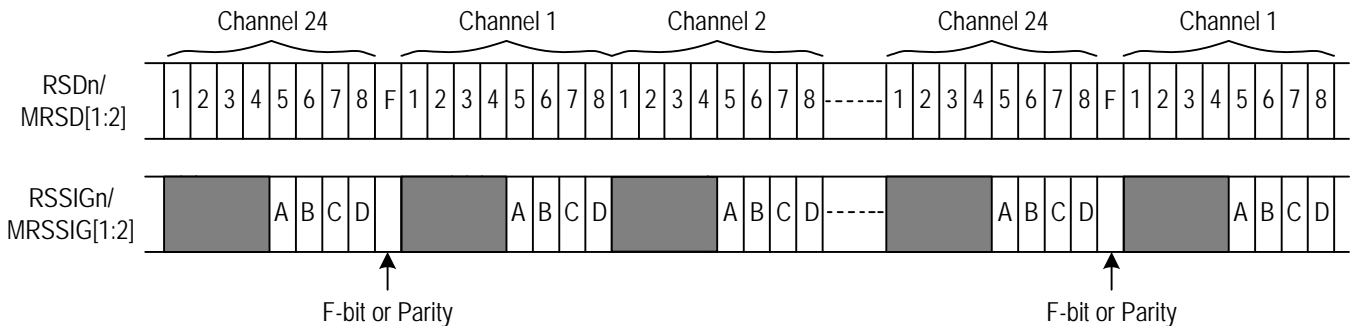 Channel 24 Channel 1 Channel 2 Channel 24 Channel 1
RSDn/
MRSD[1:2]
1 2 3 4 5 6 7 8 F 1 2 3 4 5 6 7 8 1 2 3 4 5 6 7 8 1 2 3 4 5 6 7 8 F 1 2 3 4 5 6 7 8
RSSIGn/
MRSSIG[1:2]
A B C D A B C D A B C D A B C D A B C D
F-bit or Parity F-bit or Parity